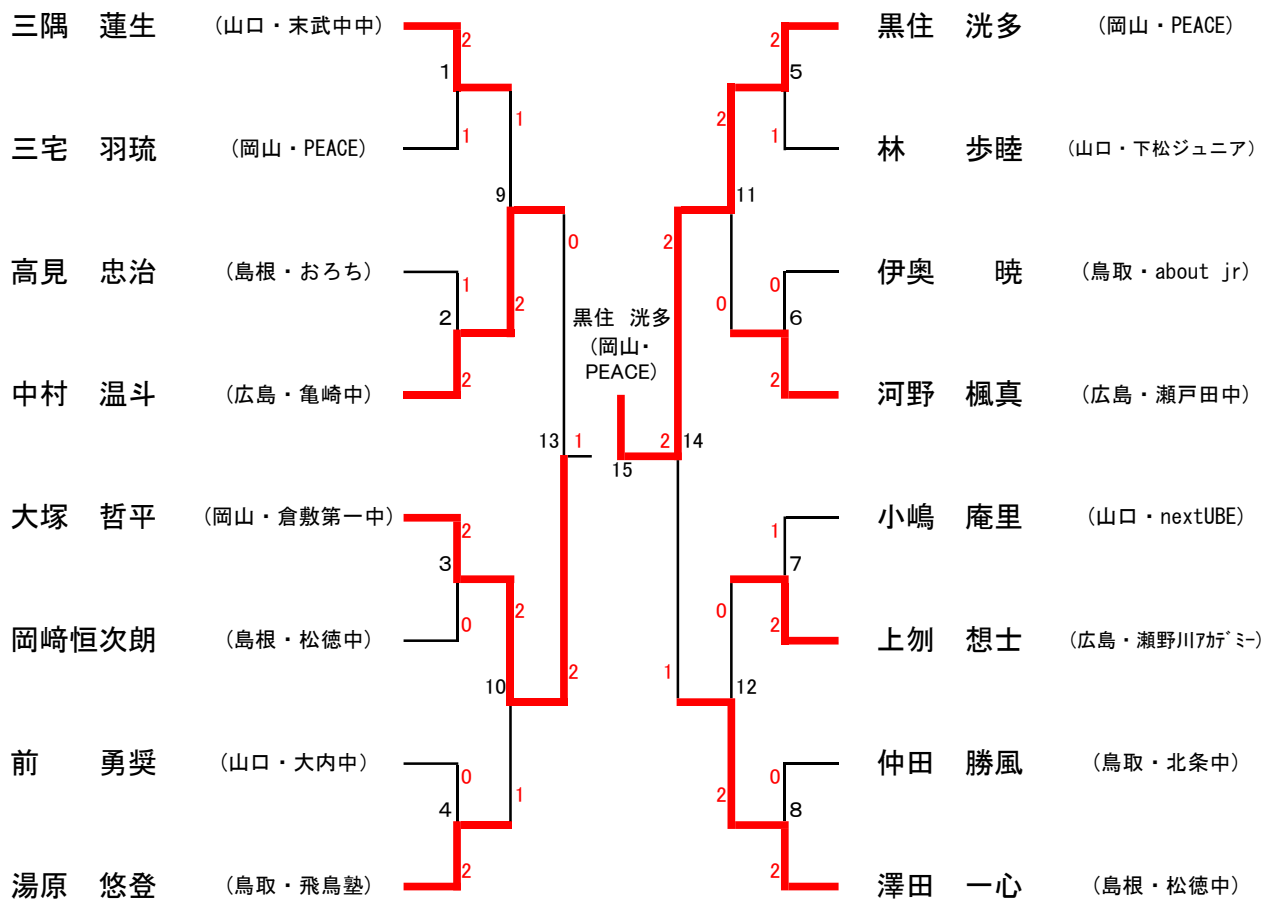 三隅 蓮生 (山口・末武中中) 2 2 黒住 洸多 (岡山・PEACE)
1 5
三宅 羽琉 (岡山・PEACE) 1 1 2 1 林 歩睦 (山口・下松ジュニア)
9 11
高見 忠治 (島根・おろち) 1 0 2 0 伊奥 暁 (鳥取・about jr)
2 2 0 6
黒住 洸多
(岡山・
PEACE)
中村 温斗 (広島・亀崎中) 2 2 河野 楓真 (広島・瀬戸田中)
13 1 2 14
15
大塚 哲平 (岡山・倉敷第一中) 2 1 小嶋 庵里 (山口・nextUBE)
3 7
岡﨑恒次朗 (島根・松徳中) 0 2 0 2 上刎 想士 (広島・瀬野川ｱｶﾃﾞﾐｰ)
10 2 1 12
前 勇奨 (山口・大内中) 0 1 2 0 仲田 勝風 (鳥取・北条中)
4 8
湯原 悠登 (鳥取・飛鳥塾) 2 2 澤田 一心 (島根・松徳中)